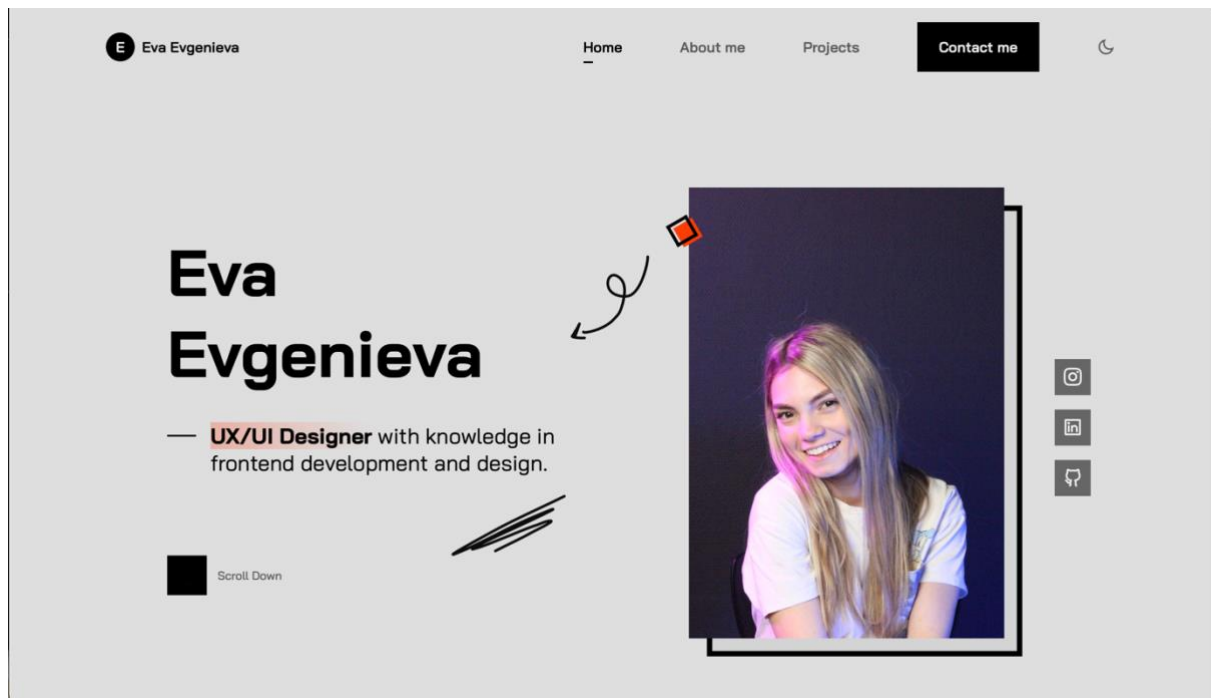 E Eva Evgenieva
Home About me Projects Contact me
Eva
Evgenieva
UX/UI Designer with knowledge in
frontend development and design.
Scroll Down
in